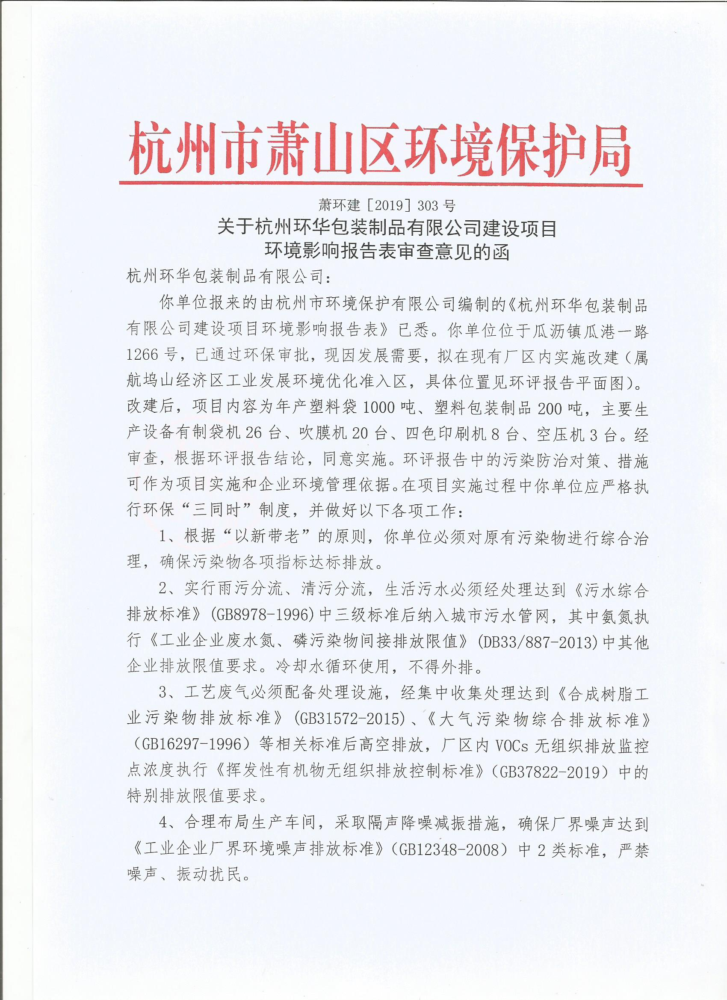 杭州市萧山区环境保护局
萧环建［2019］303 号
关于杭州环华包装制品有限公司建设项目
环境影响报告表审查意见的函
杭州环华包装制品有限公司：
你单位报来的由杭州市环境保护有限公司编制的《杭州环华包装制品
有限公司建设项目环境影响报告表》已悉。你单位位于瓜沥镇瓜港一路
1266 号，已通过环保审批，现因发展需要，拟在现有厂区内实施改建（属
航坞山经济区工业发展环境优化准入区，具体位置见环评报告平面图）。
改建后，项目内容为年产塑料袋 1000 吨、塑料包装制品 200 吨，主要生
产设备有制袋机 26 台、吹膜机 20 台、四色印刷机 8 台、空压机 3 台。经
审查，根据环评报告结论，同意实施。环评报告中的污染防治对策、措施
可作为项目实施和企业环境管理依据。在项目实施过程中你单位应严格执
行环保“三同时”制度，并做好以下各项工作：
1、根据“以新带老”的原则，你单位必须对原有污染物进行综合治
理，确保污染物各项指标达标排放。
2、实行雨污分流、清污分流，生活污水必须经处理达到《污水综合
排放标准》(GB8978-1996)中三级标准后纳入城市污水管网，其中氨氮执
行《工业企业废水氮、磷污染物间接排放限值》(DB33/887-2013)中其他
企业排放限值要求。冷却水循环使用，不得外排。
3、工艺废气必须配备处理设施，经集中收集处理达到《合成树脂工
业污染物排放标准》(GB31572-2015)、《大气污染物综合排放标准》
（GB16297-1996）等相关标准后高空排放，厂区内 VOCs 无组织排放监控
点浓度执行《挥发性有机物无组织排放控制标准》（GB37822-2019）中的
特别排放限值要求。
4、合理布局生产车间，采取隔声降噪减振措施，确保厂界噪声达到
《工业企业厂界环境噪声排放标准》（GB12348-2008）中 2 类标准，严禁
噪声、振动扰民。